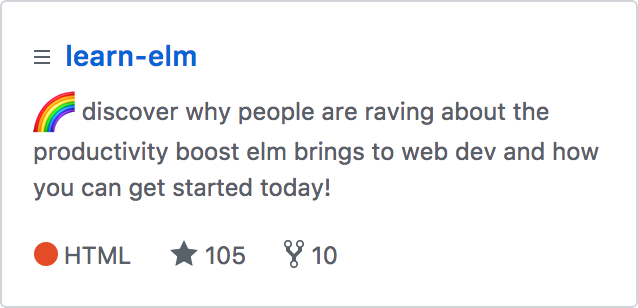 learn-elm
🌈 discover why people are raving about the
productivity boost elm brings to web dev and how
you can get started today!
HTML 105 10